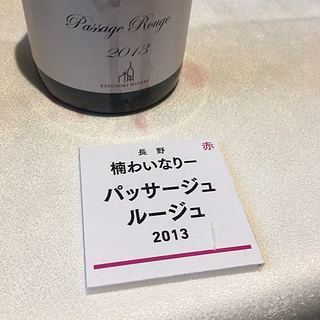 Passage Rouge
2013
KUSUNOKI WINERY
長野
赤
楠わいなりー
パッサージュ
ルージュ
2013